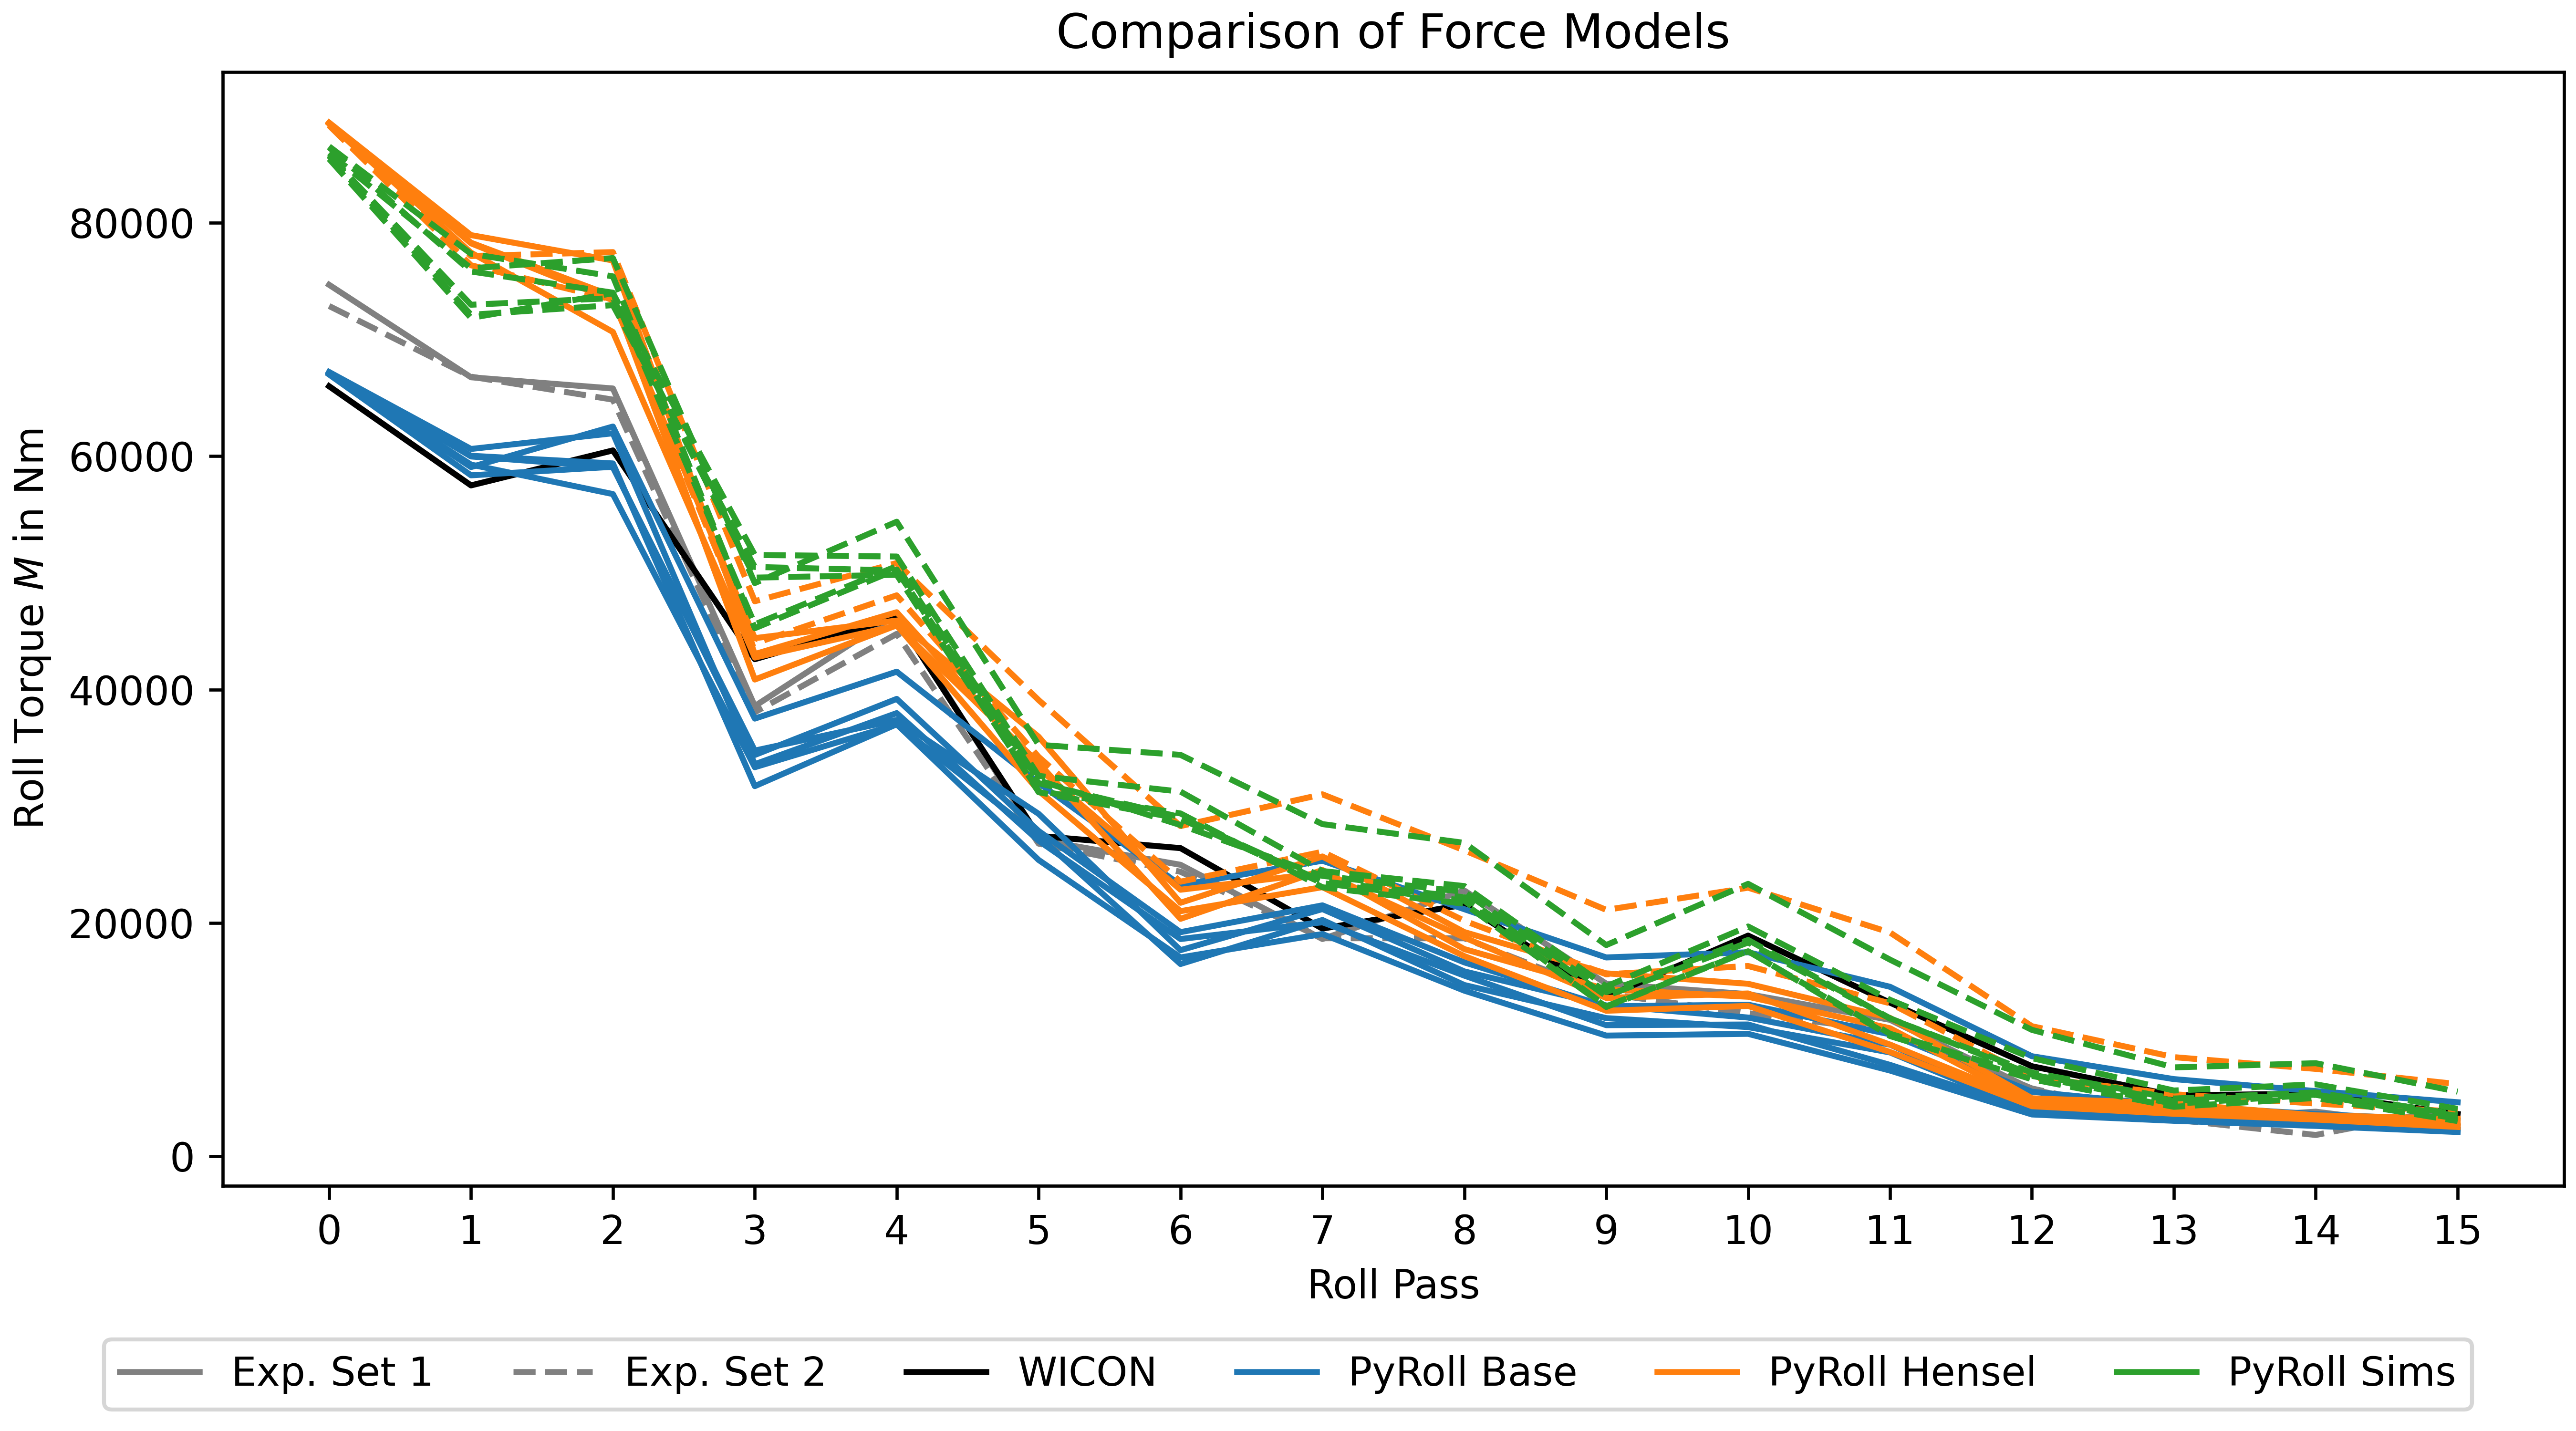 Comparison of Force Models
Roll Torque M in Nm
80000
60000
40000
20000
0
0 1 2 3 4 5 6 7 8 9 10 11 12 13 14 15
Roll Pass
Exp. Set 1 Exp. Set 2 WICON PyRoll Base PyRoll Hensel PyRoll Sims